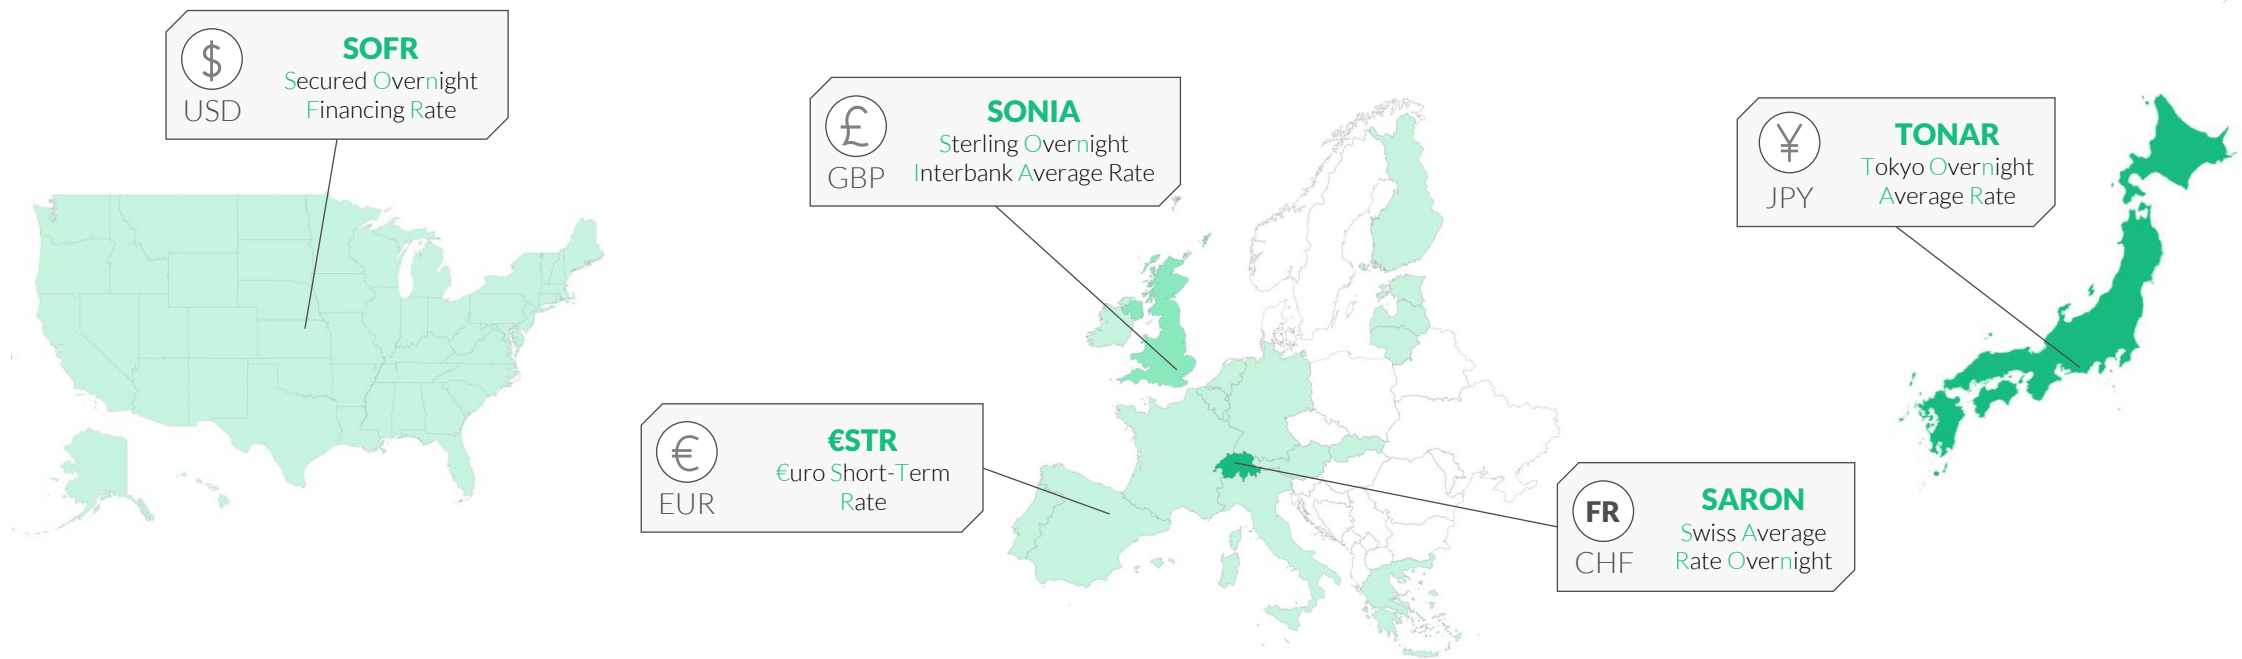 $
USD
SOFR
Secured Overnight
Financing Rate
£
GBP
SONIA
Sterling Overnight
Interbank Average Rate
€
EUR
€STR
€uro Short-Term
Rate
FR
CHF
SARON
Swiss Average
Rate Overnight
¥
JPY
TONAR
Tokyo Overnight
Average Rate